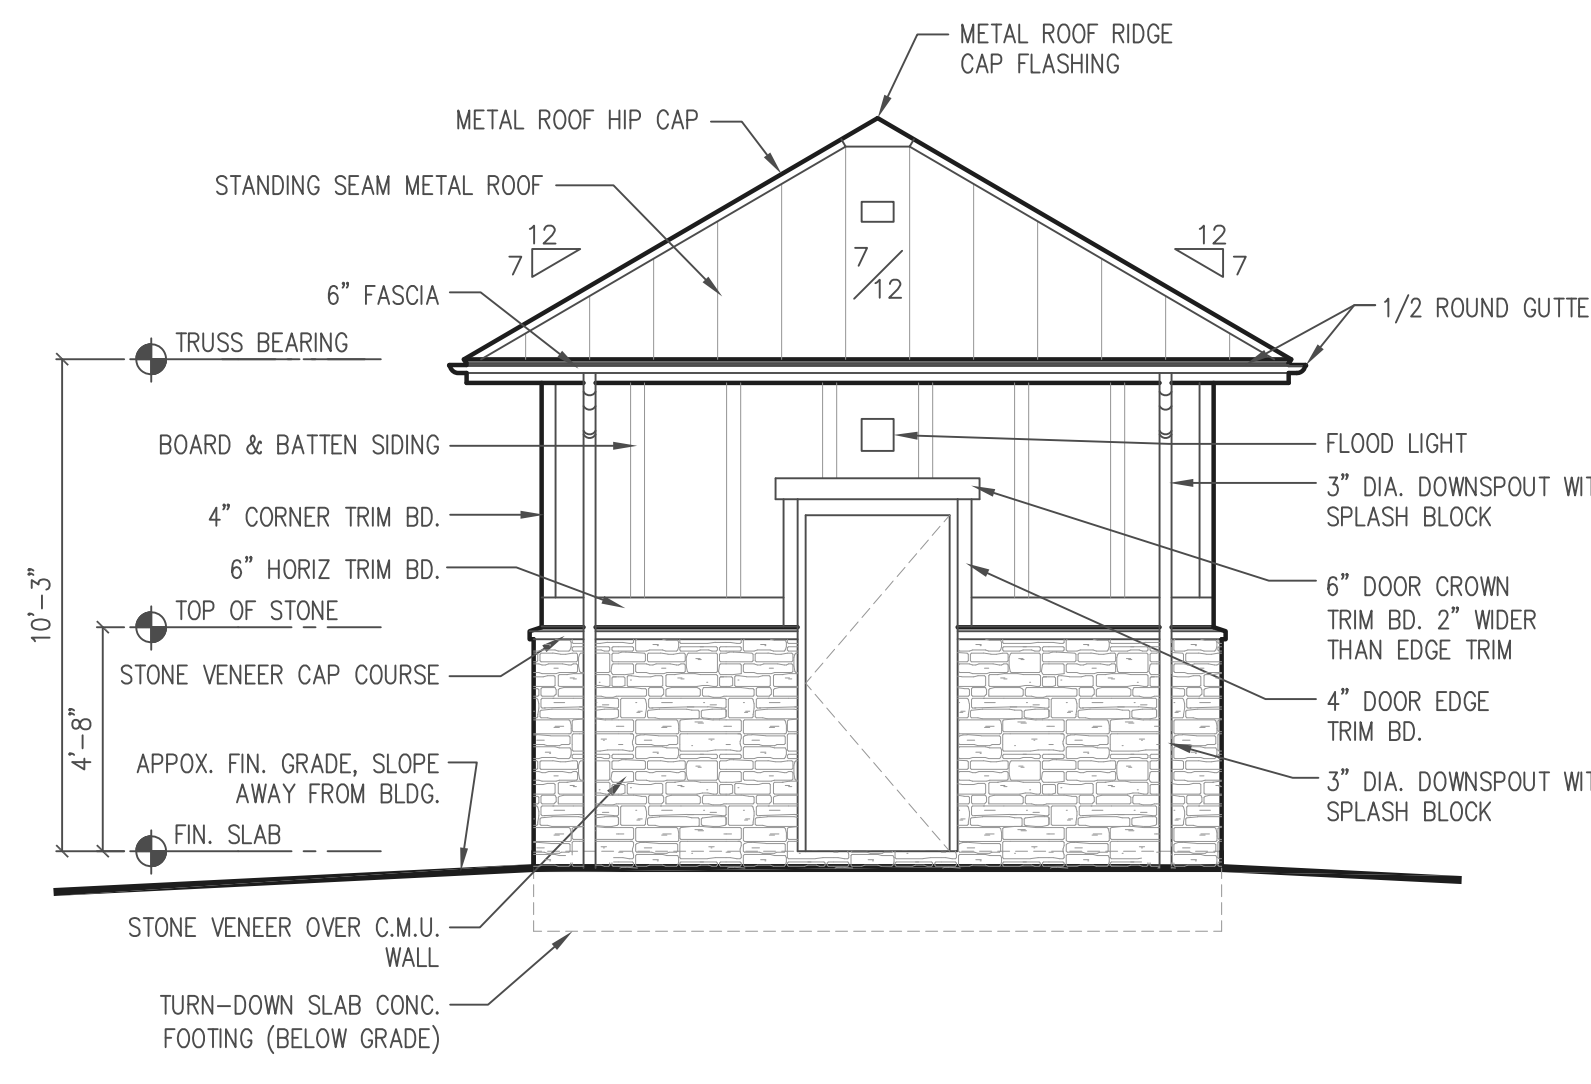 METAL ROOF RIDGE
CAP FLASHING
METAL ROOF HIP CAP
STANDING SEAM METAL ROOF
12
7
12
7
7
12
6" FASCIA
1/2 ROUND GUTTE
TRUSS BEARING
BOARD & BATTEN SIDING
FLOOD LIGHT
3" DIA. DOWNSPOUT WIT
SPLASH BLOCK
4" CORNER TRIM BD.
6" HORIZ TRIM BD.
6" DOOR CROWN
TRIM BD. 2" WIDER
THAN EDGE TRIM
10'-3"
TOP OF STONE
STONE VENEER CAP COURSE
4" DOOR EDGE
TRIM BD.
4'-8"
APPOX. FIN. GRADE, SLOPE
AWAY FROM BLDG.
3" DIA. DOWNSPOUT WIT
SPLASH BLOCK
FIN. SLAB
STONE VENEER OVER C.M.U.
WALL
TURN-DOWN SLAB CONC.
FOOTING (BELOW GRADE)